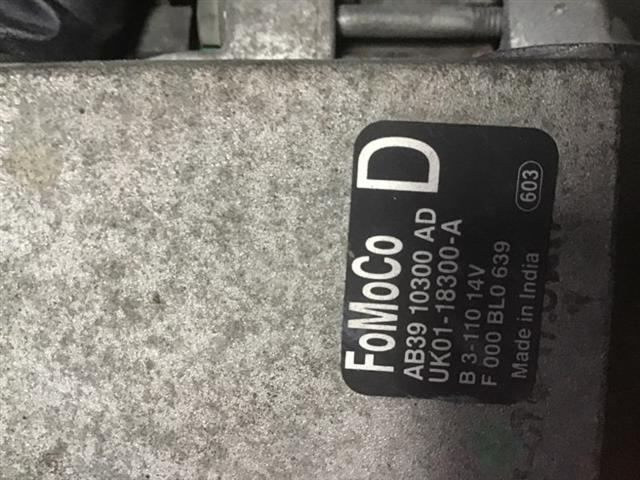 FoMoCo D
AB39 10300 AD
UK01-18300-A
B 3-110 14V
F 000 BL0 639
Made in India 603